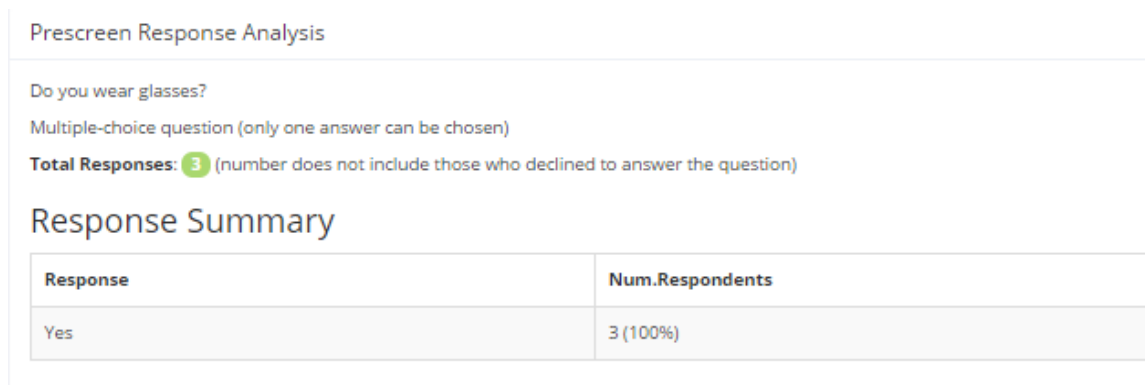 Prescreen Response Analysis
Do you wear glasses?
Multiple-choice question (only one answer can be chosen)
Total Responses: 3 (number does not include those who declined to answer the question)
Response Summary
Response Num.Respondents
Yes 3 (100%)